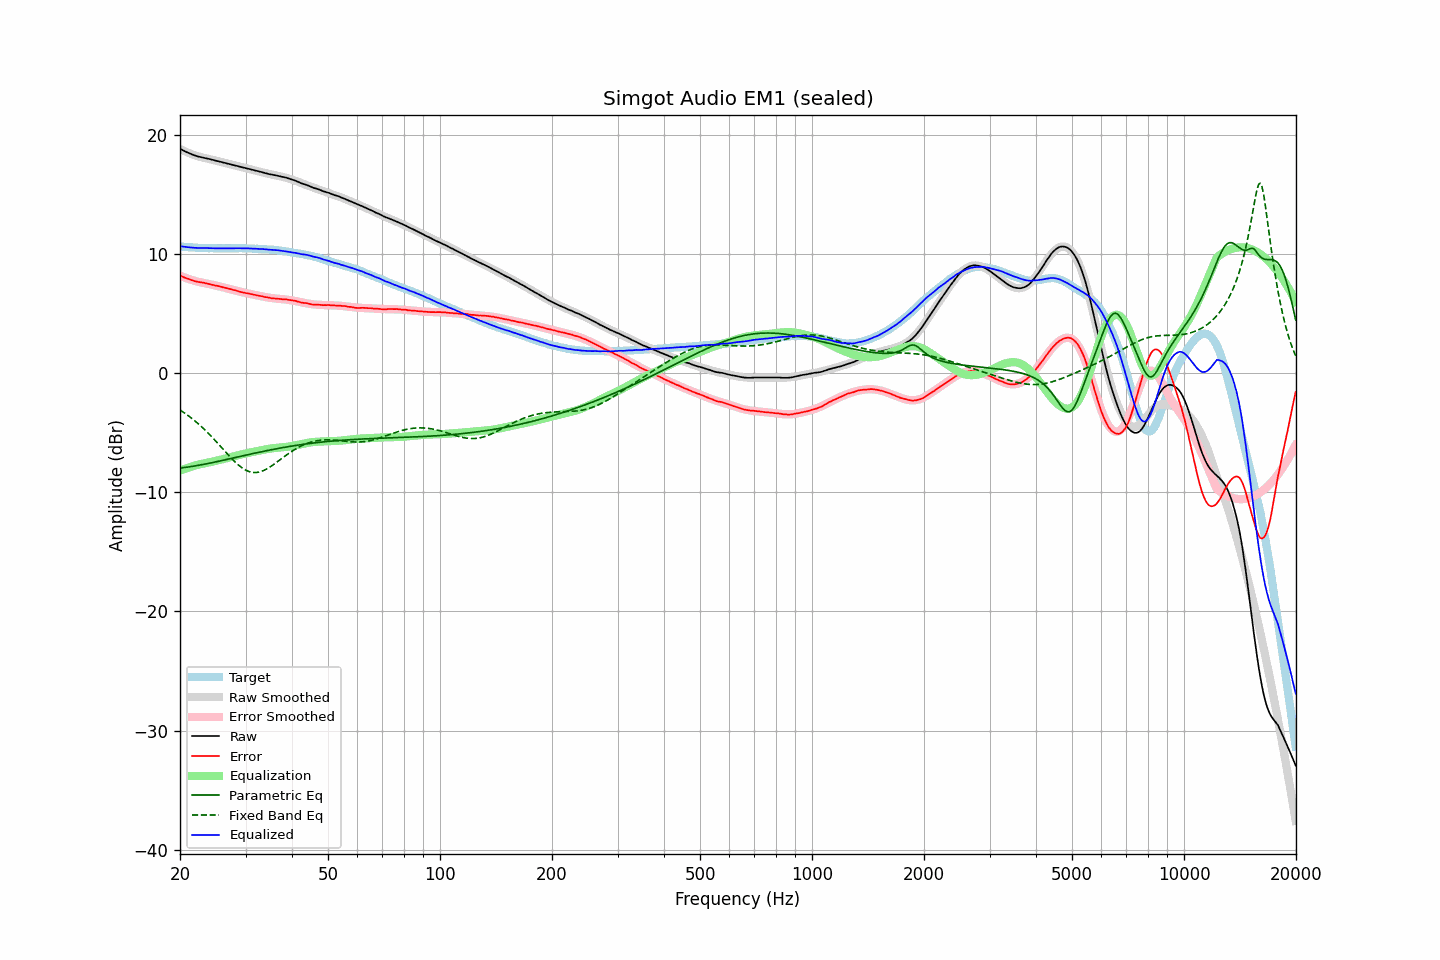 Simgot Audio EM1 (sealed)
20
10
0
−10
−20
−30
−40
Amplitude (dBr)
Target
Raw Smoothed
Error Smoothed
Raw
Error
Equalization
Parametric Eq
Fixed Band Eq
Equalized
20 50 100 200 500 1000 2000 5000 10000 20000
Frequency (Hz)